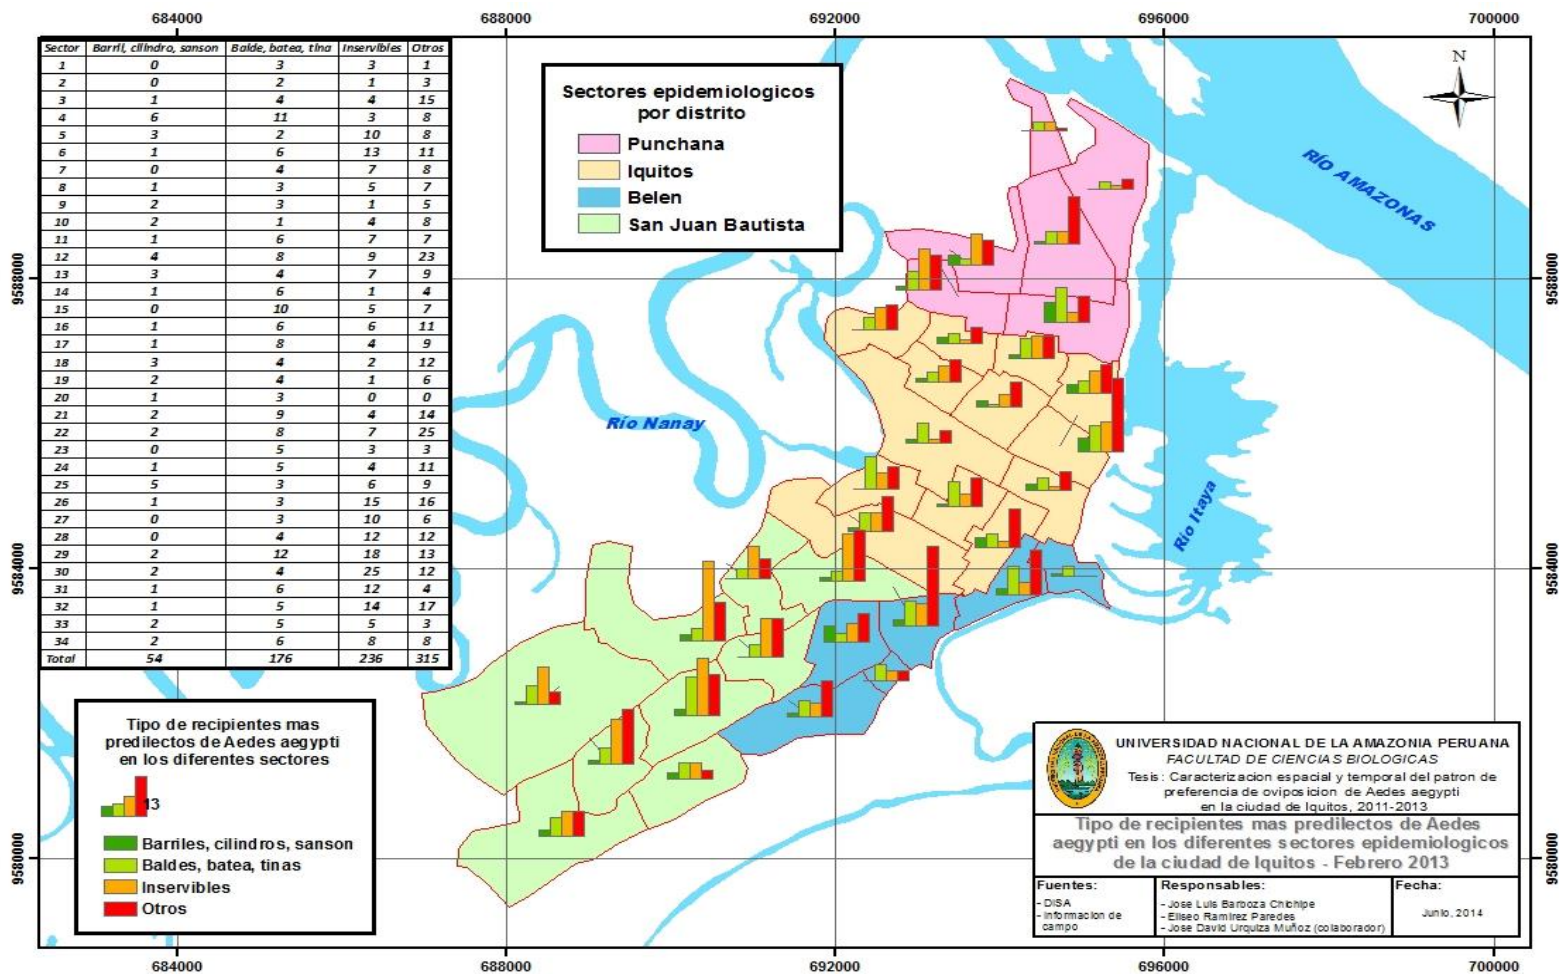 684000 688000 692000 696000 700000
Sector Barril, cilindro, sanson Balde, batea, tina Inservibles Otros
1 0 3 3 1
2 0 2 1 3
3 1 4 4 15
4 6 11 3 8
5 3 2 10 8
6 1 6 13 11
7 0 4 7 8
8 1 3 5 7
9 2 3 1 5
10 2 1 4 8
11 1 6 7 7
12 4 8 9 23
13 3 4 7 9
14 1 6 1 4
15 0 10 5 7
16 1 6 6 11
17 1 8 4 9
18 3 4 2 12
19 2 4 1 6
20 1 3 0 0
21 2 9 4 14
22 2 8 7 25
23 0 5 3 3
24 1 5 4 11
25 5 3 6 9
26 1 3 15 16
27 0 3 10 6
28 0 4 12 12
29 2 12 18 13
30 2 4 25 12
31 1 6 12 4
32 1 5 14 17
33 2 5 5 3
34 2 6 8 8
Total 54 176 236 315
Sectores epidemiologicos
por distrito
Punchana
Iquitos
Belen
San Juan Bautista
N
RÍO AMAZONAS
Río Nanay
Río Itaya
9588000
9588000
9584000
9584000
9580000
9580000
Tipo de recipientes mas
predilectos de Aedes aegypti
en los diferentes sectores
13
Barriles, cilindros, sanson
Baldes, batea, tinas
Inservibles
Otros
UNIVERSIDAD NACIONAL DE LA AMAZONIA PERUANA
FACULTAD DE CIENCIAS BIOLOGICAS
Tesis: Caracterizacion espacial y temporal del patron de
preferencia de oviposicion de Aedes aegypti
en la ciudad de Iquitos, 2011-2013
Tipo de recipientes mas predilectos de Aedes
aegypti en los diferentes sectores epidemiologicos
de la ciudad de Iquitos - Febrero 2013
Fuentes:
- DISA
- Informacion de
campo
Responsables:
- Jose Luis Barboza Chichipe
- Eliseo Ramirez Paredes
- Jose David Urquiza Muñoz (colaborador)
Fecha:
Junio, 2014
684000 688000 692000 696000 700000